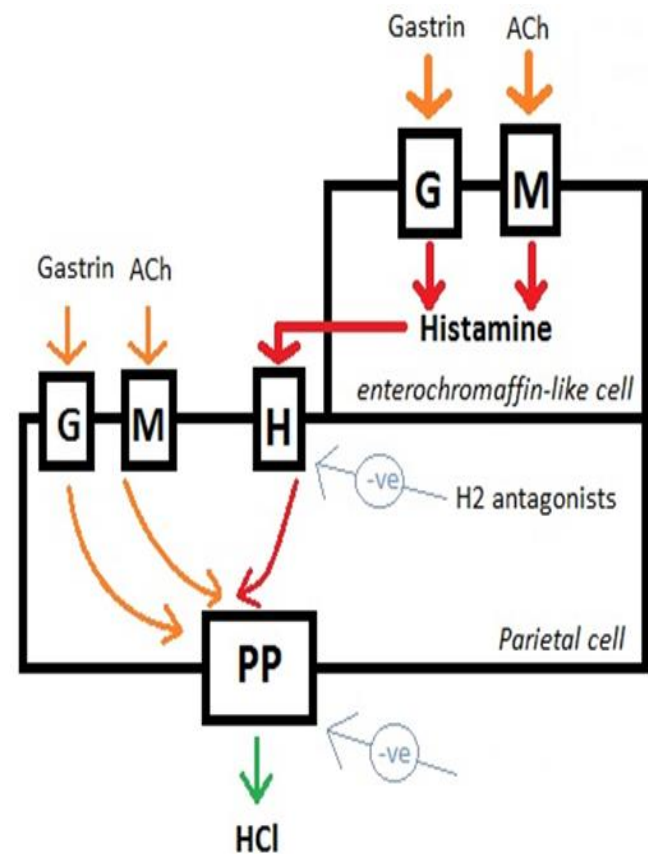 Gastrin ACh
G M
Histamine
enterochromaffin-like cell
Gastrin ACh
G M H
-ve
H2 antagonists
Parietal cell
PP
-ve
HCl